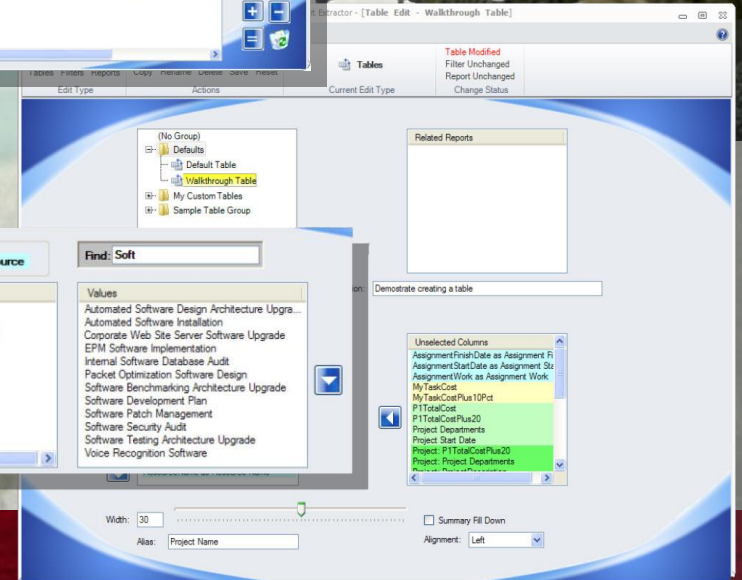 t Extractor - [Table Edit - Walkthrough Table]
Tables Filters Reports
Copy Rename Delete Save Reset
Edit Type
Actions
Tables
Current Edit Type
Table Modified
Filter Unchanged
Report Unchanged
Change Status
(No Group)
Defaults
Default Table
Walkthrough Table
My Custom Tables
Sample Table Group
Related Reports
ource
Find: Soft
Values
Automated Software Design Architecture Upgra...
Automated Software Installation
Corporate Web Site Server Software Upgrade
EPM Software Implementation
Internal Software Database Audit
Packet Optimization Software Design
Software Benchmarking Architecture Upgrade
Software Development Plan
Software Patch Management
Software Security Audit
Software Testing Architecture Upgrade
Voice Recognition Software
ion: Demostrate creating a table
Unselected Columns
AssignmentFinishDate as Assignment Fi
AssignmentStartDate as Assignment Sta
AssignmentWork as Assignment Work
MyTaskCost
MyTaskCostPlus10Pct
P1TotalCost
P1TotalCostPlus20
Project Departments
Project Start Date
Project: P1TotalCostPlus20
Project: Project Departments
Width: 30
Summary Fill Down
Alias: Project Name
Alignment: Left